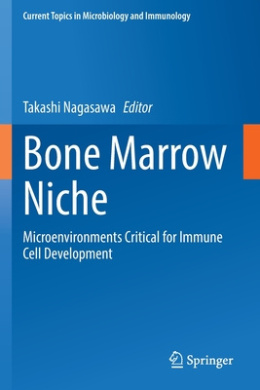 Current Topics in Microbiology and Immunology
Takashi Nagasawa Editor
Bone Marrow
Niche
Microenvironments Critical for Immune
Cell Development
Springer